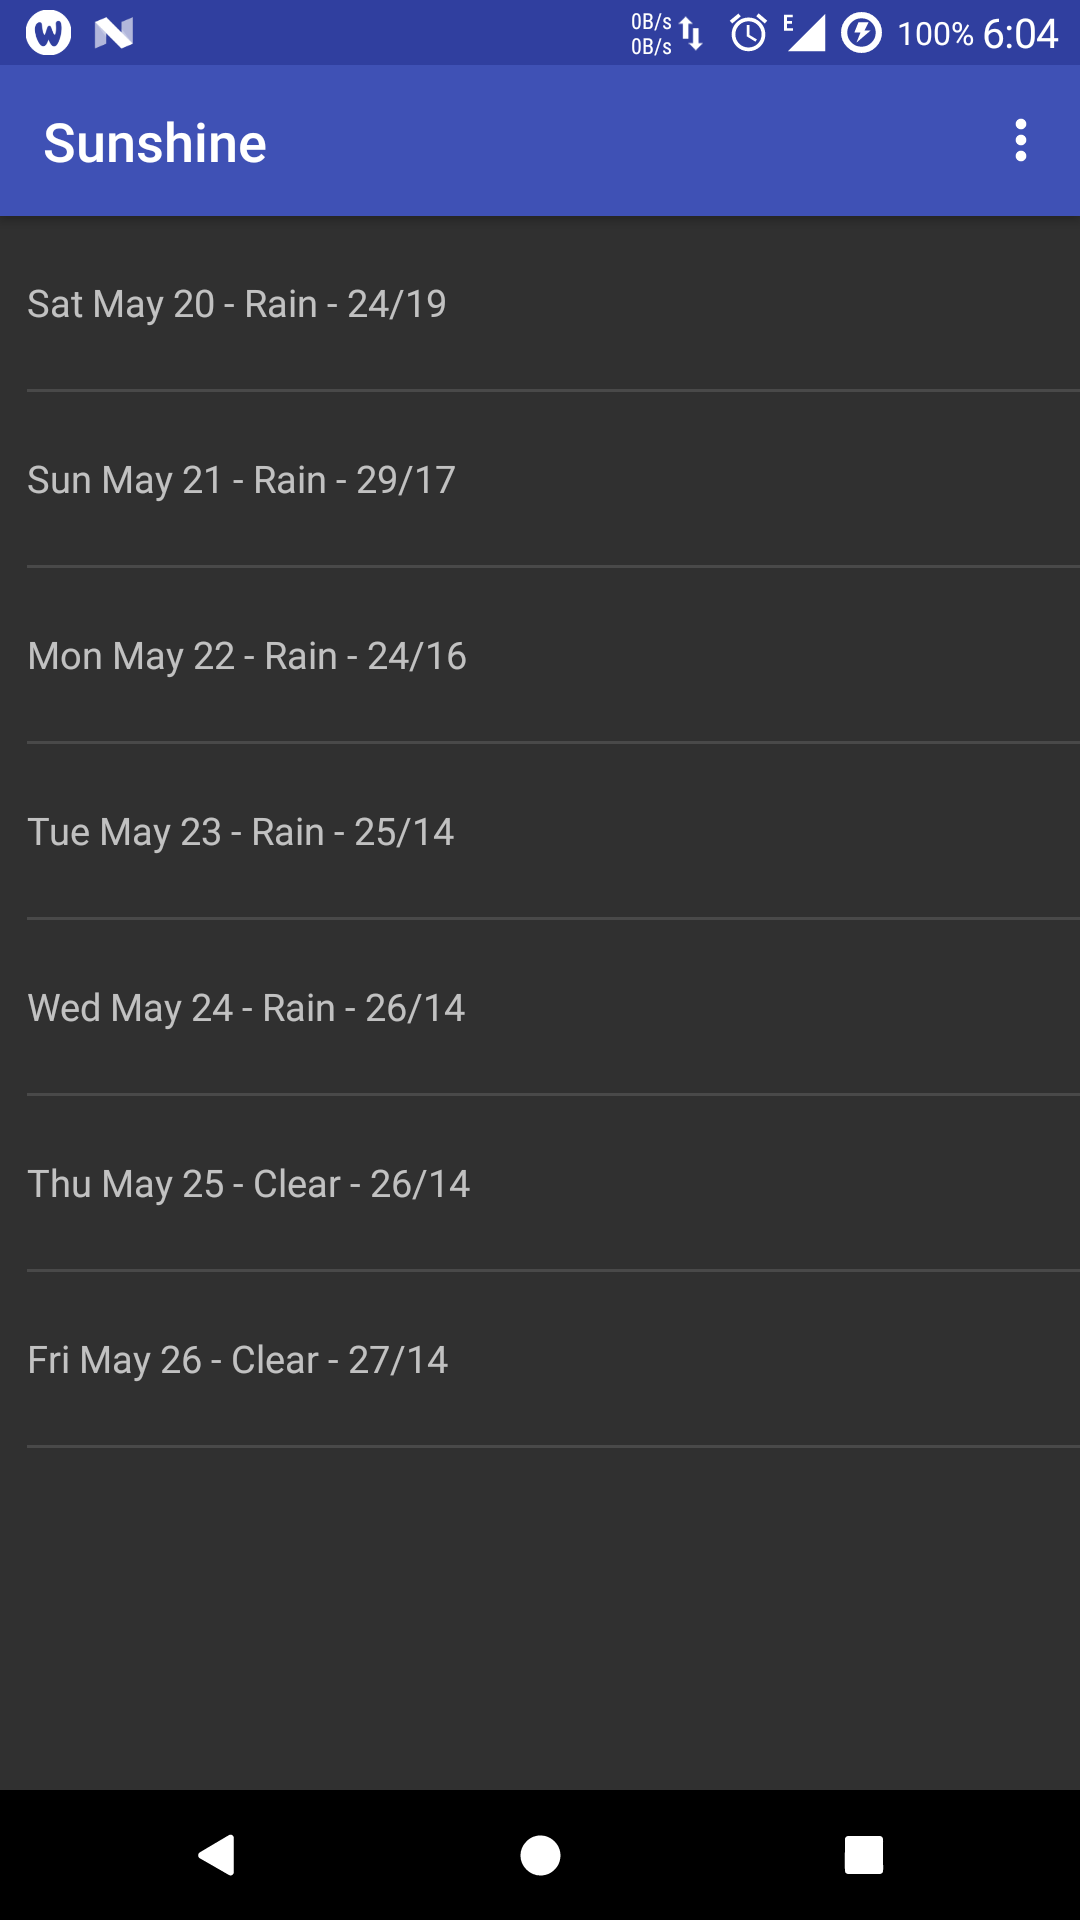 0B/s
0B/s
E
100% 6:04
Sunshine
Sat May 20 - Rain - 24/19
Sun May 21 - Rain - 29/17
Mon May 22 - Rain - 24/16
Tue May 23 - Rain - 25/14
Wed May 24 - Rain - 26/14
Thu May 25 - Clear - 26/14
Fri May 26 - Clear - 27/14